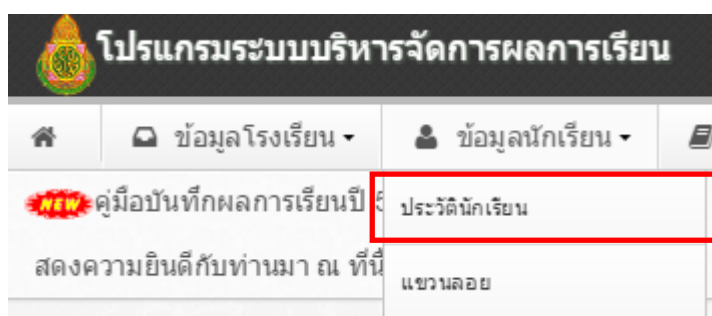 โปรแกรมระบบบริหารจัดการผลการเรียน
ข้อมูลโรงเรียน ข้อมูลนักเรียน
NEW คู่มือบันทึกผลการเรียนปี
ประวัตินักเรียน
สดงความยินดีกับท่านมา ณ ที่นี้
แขวนลอย